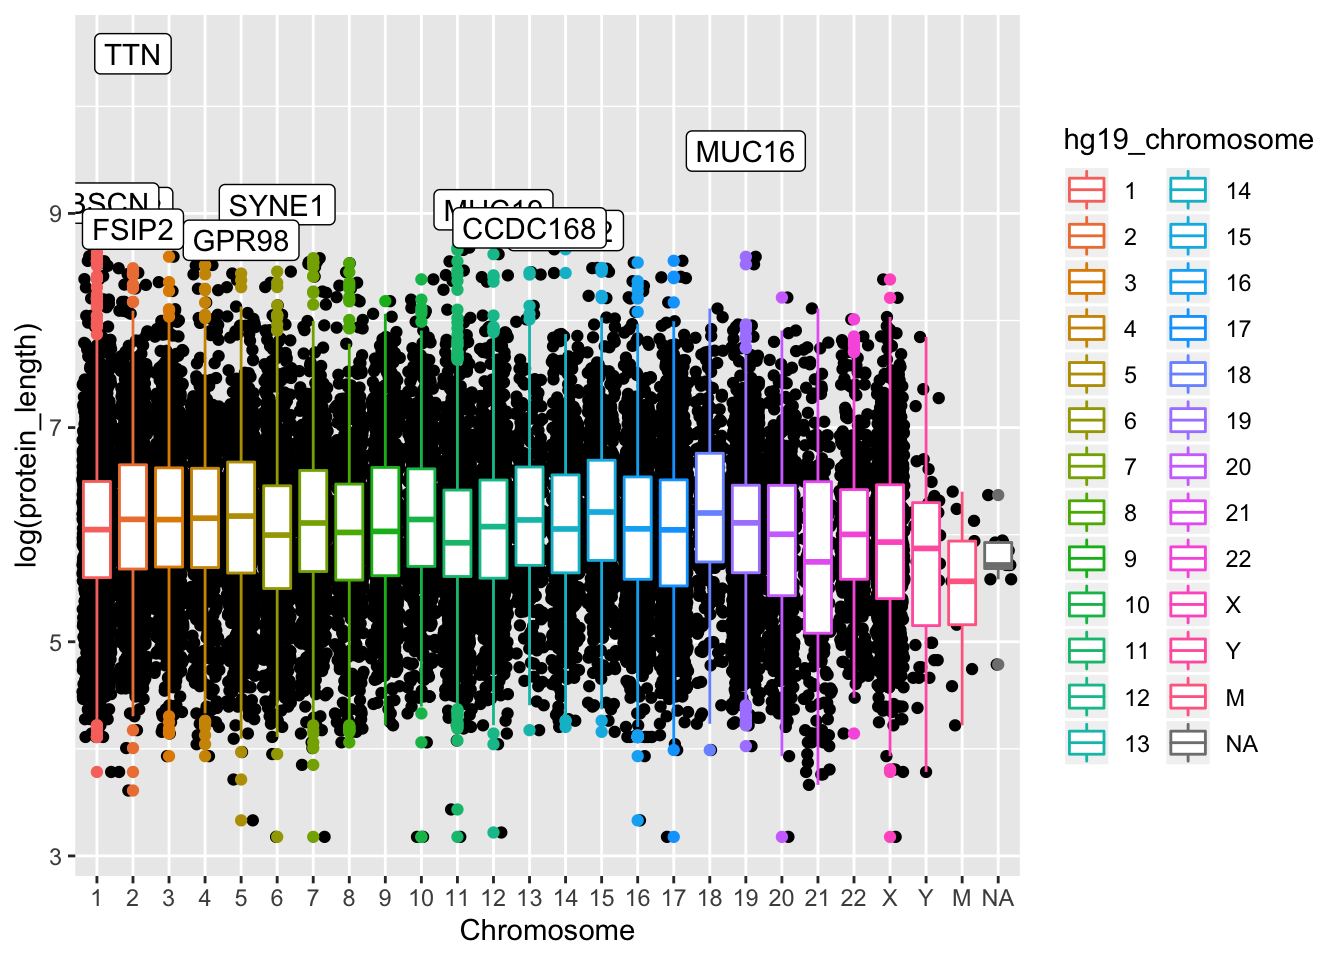 TTN
MUC16
SYNE1
FSIP2
GPR98
CCDC168
log(protein_length)
9
7
5
3
1 2 3 4 5 6 7 8 9 10 11 12 13 14 15 16 17 18 19 20 21 22 X Y M NA
Chromosome
hg19_chromosome
1 14
2 15
3 16
4 17
5 18
6 19
7 20
8 21
9 22
10 X
11 Y
12 M
13 NA